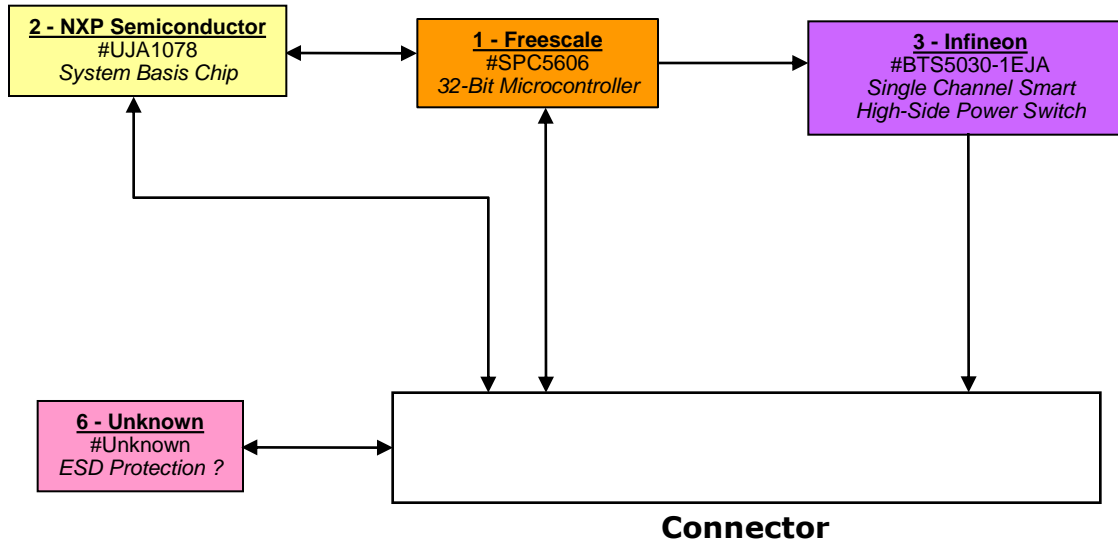 2 - NXP Semiconductor
#UJA1078
System Basis Chip
1 - Freescale
#SPC5606
32-Bit Microcontroller
3 - Infineon
#BTS5030-1EJA
Single Channel Smart
High-Side Power Switch
6 - Unknown
#Unknown
ESD Protection ?
Connector